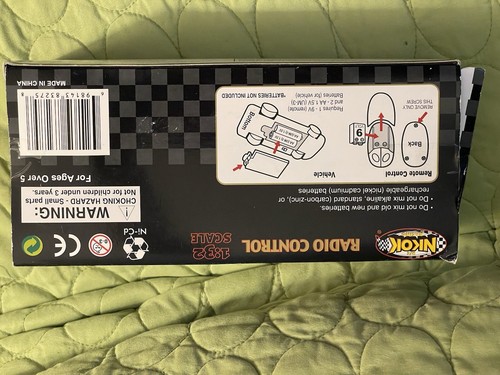 NKOK
RADIO CONTROL
1:32
SCALE
Ni-Cd
CE
• Do not mix old and new batteries.
• Do not mix alkaline, standard (carbon-zinc), or
rechargeable (nickel cadmium) batteries
WARNING:
CHOKING HAZARD - Small parts
Not for children under 3 years.
For Ages Over 5
Remote Control
Vehicle
Back
9
REMOVE ONLY
THIS SCREW
Bottom
Requires 1 - 9V (remote)
and 2 - AA 1.5V (UM-3)
Batteries (for vehicle)
*BATTERIES NOT INCLUDED
MADE IN CHINA